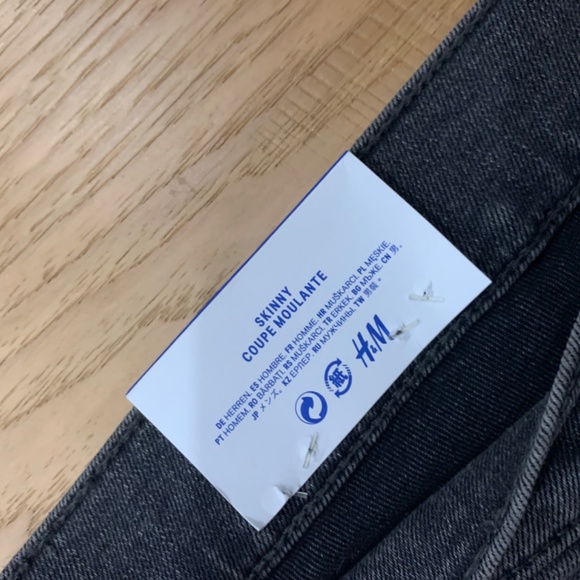 SKINNY
COUPE MOULANTE
DE HERREN. ES HOMBRE. FR HOMME. HR MUŠKARCI. PL MĘSKIE.
PT HOMEM. RO BĂRBAȚI. RS MUŠKARCI. TR ERKEK. BG МЪЖЕ. CN 男。
JP メンズ。 KZ ЕРЛЕР. RU МУЖЧИНЫ. TW 男裝。
紙
H&M